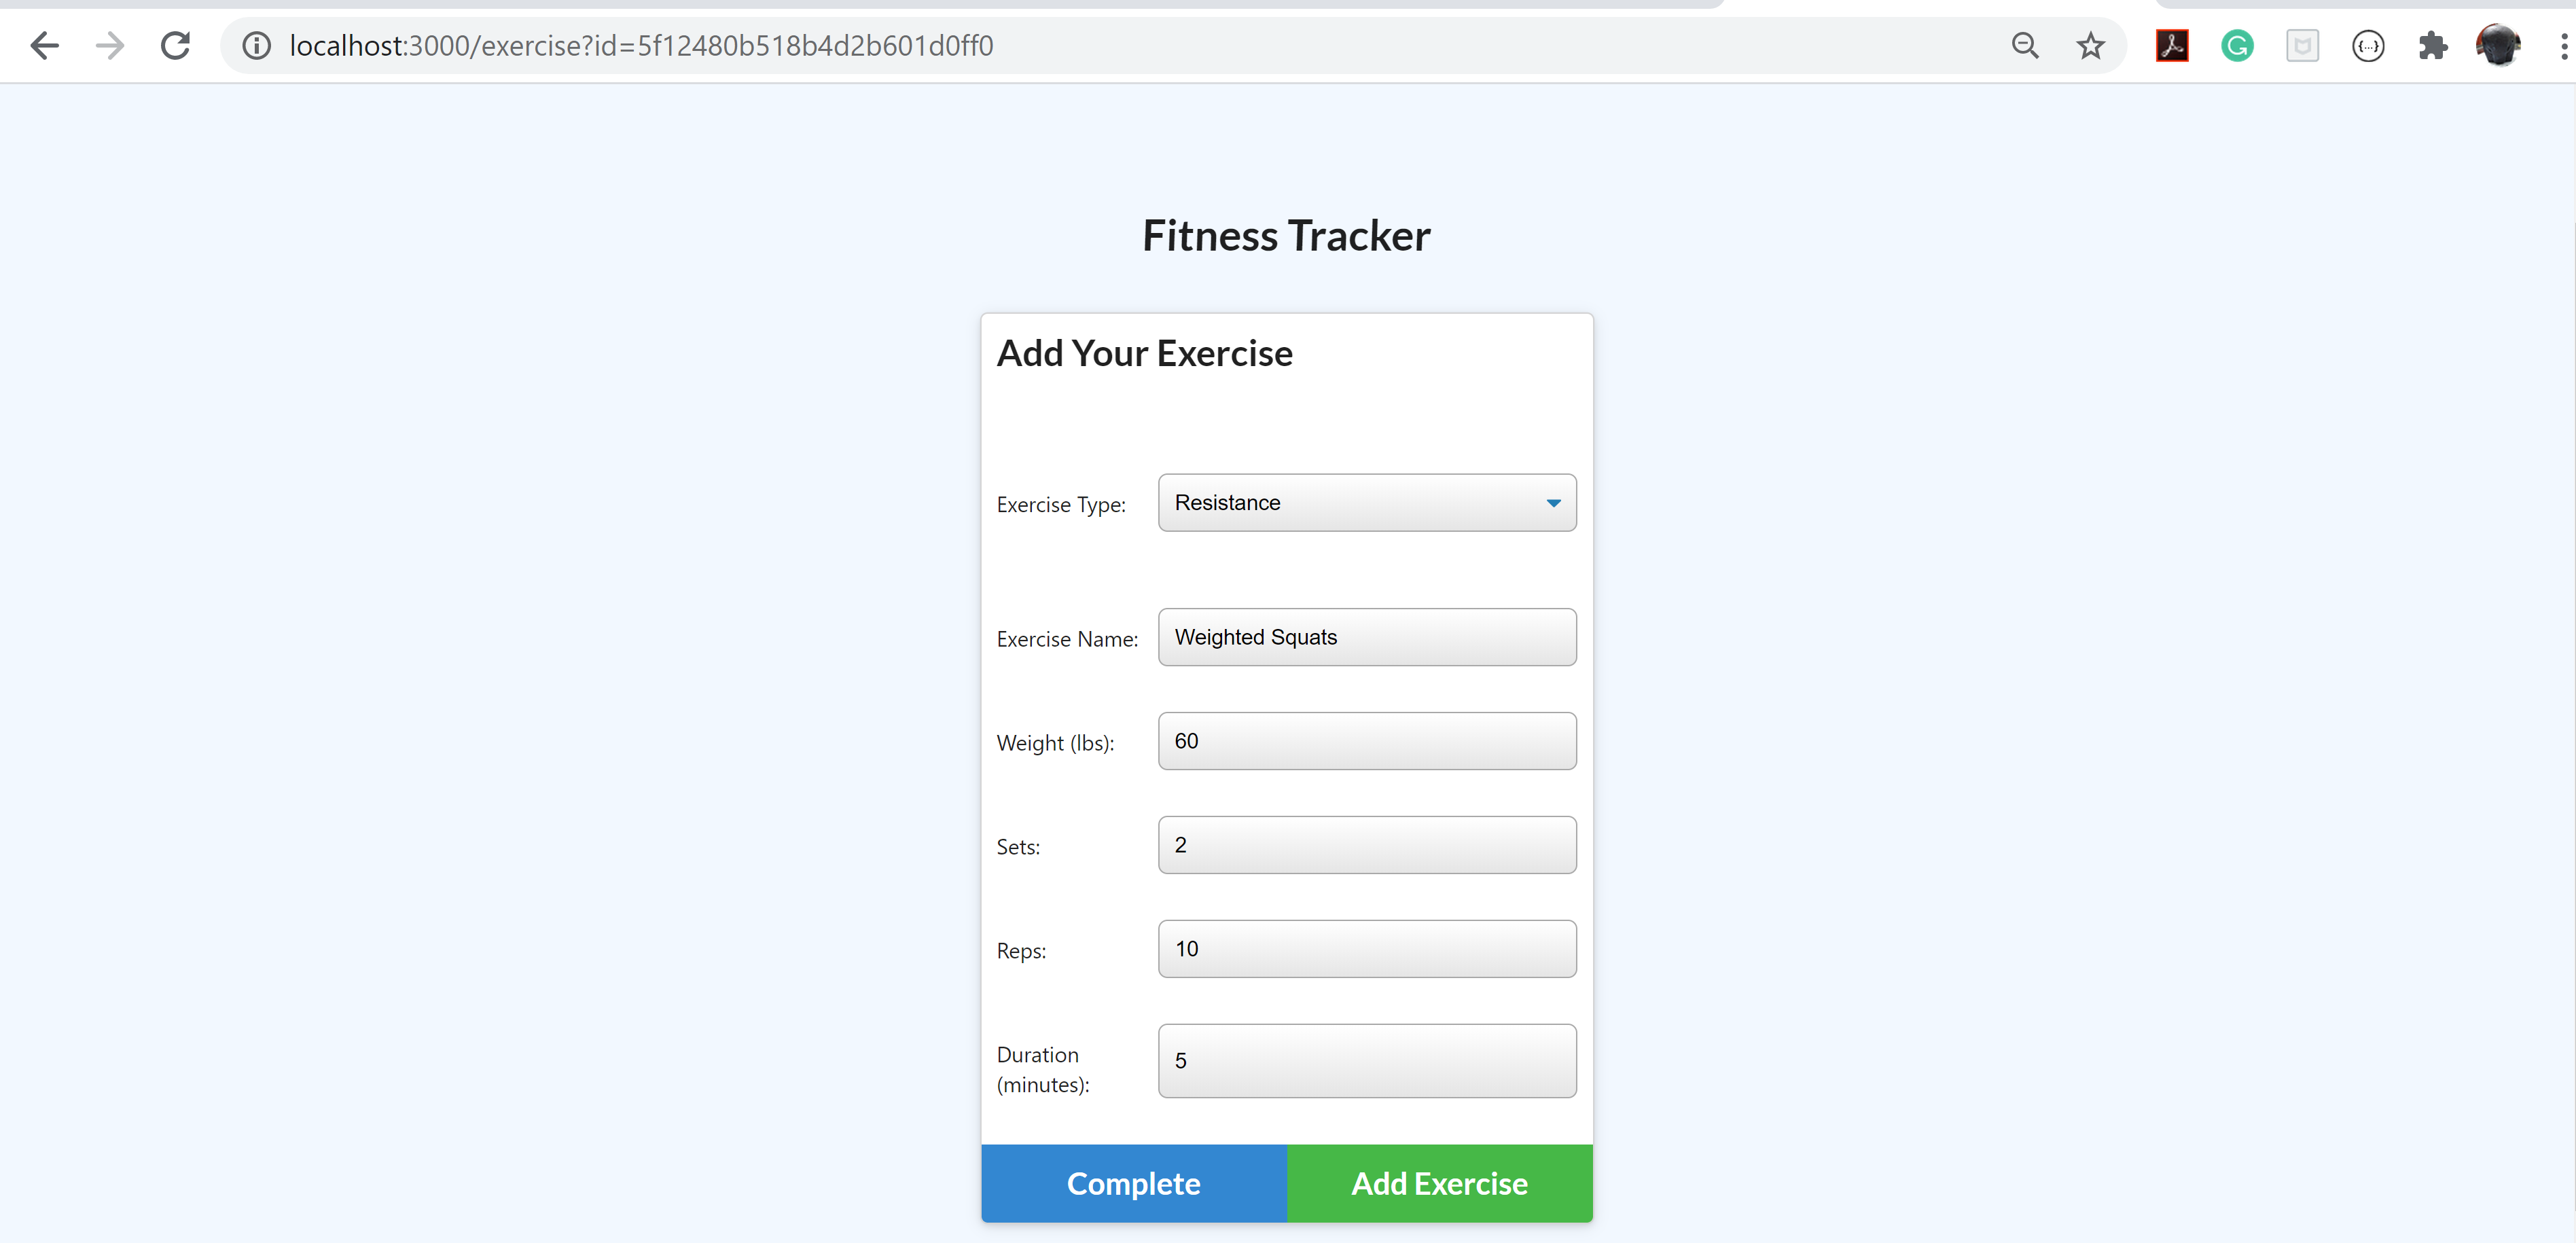 localhost:3000/exercise?id=5f12480b518b4d2b601d0ff0
Fitness Tracker
Add Your Exercise
Exercise Type: Resistance
Exercise Name: Weighted Squats
Weight (lbs): 60
Sets: 2
Reps: 10
Duration
(minutes): 5
Complete Add Exercise